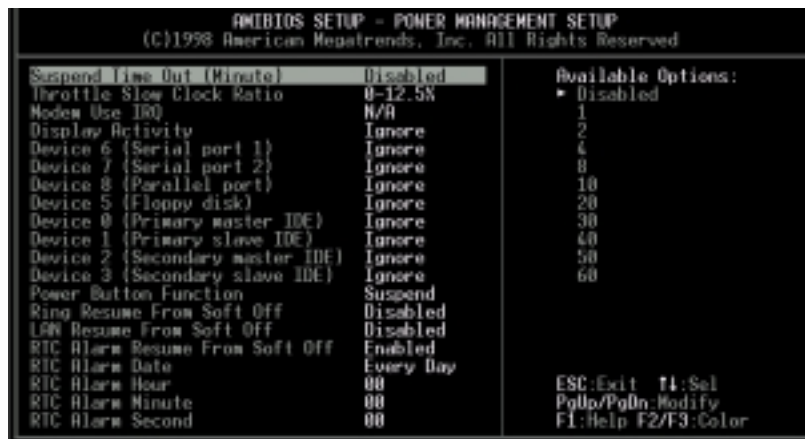 AMIBIOS SETUP - POWER MANAGEMENT SETUP
(C)1998 American Megatrends, Inc. All Rights Reserved
Suspend Time Out (Minute) Disabled
Throttle Slow Clock Ratio 0-12.5%
Modem Use IRQ N/A
Display Activity Ignore
Device 6 (Serial port 1) Ignore
Device 7 (Serial port 2) Ignore
Device 8 (Parallel port) Ignore
Device 5 (Floppy disk) Ignore
Device 0 (Primary master IDE) Ignore
Device 1 (Primary slave IDE) Ignore
Device 2 (Secondary master IDE) Ignore
Device 3 (Secondary slave IDE) Ignore
Power Button Function Suspend
Ring Resume From Soft Off Disabled
LAN Resume From Soft Off Disabled
RTC Alarm Resume From Soft Off Enabled
RTC Alarm Date Every Day
RTC Alarm Hour 00
RTC Alarm Minute 00
RTC Alarm Second 00
Available Options:
► Disabled
1
2
4
8
10
20
30
40
50
60
ESC:Exit ↑↓:Sel
PgUp/PgDn:Modify
F1:Help F2/F3:Color